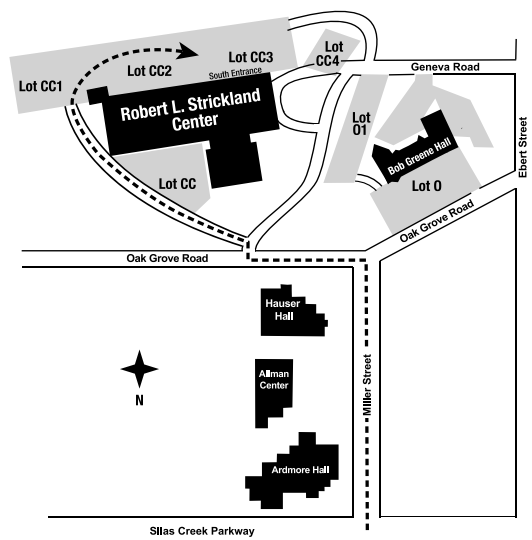 Lot CC1
Lot CC2
Lot CC3
South Entrance
Lot
CC4
Geneva Road
Robert L. Strickland
Center
Lot
O1
Bob Greene Hall
Ebert Street
Lot CC
Lot O
Oak Grove Road
Oak Grove Road
Hauser
Hall
Allman
Center
Miller Street
N
Ardmore Hall
Silas Creek Parkway